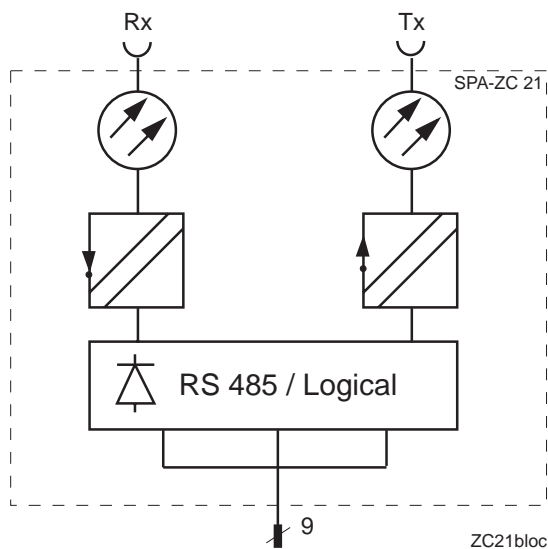 Rx
Tx
SPA-ZC 21
RS 485 / Logical
9
ZC21bloc